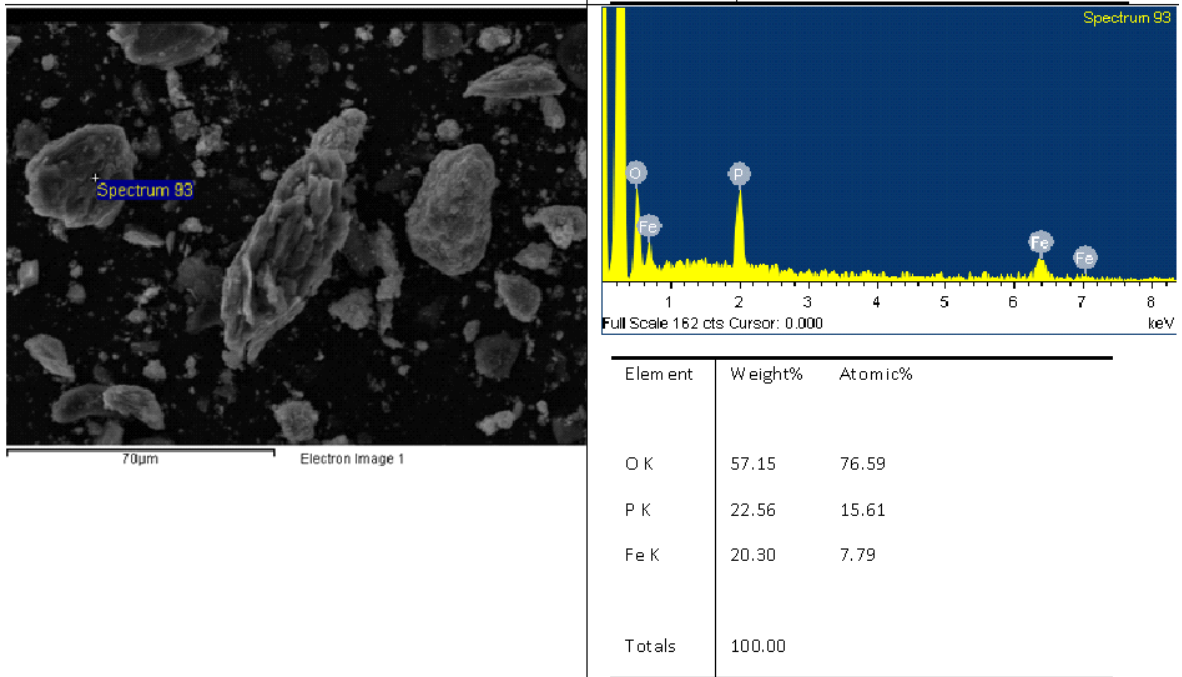 Spectrum 93
70µm
Electron Image 1
Spectrum 93
O
P
Fe
Fe
Fe
1 2 3 4 5 6 7 8
Full Scale 162 cts Cursor: 0.000 keV
Element Weight% Atomic%
O K 57.15 76.59
P K 22.56 15.61
Fe K 20.30 7.79
Totals 100.00